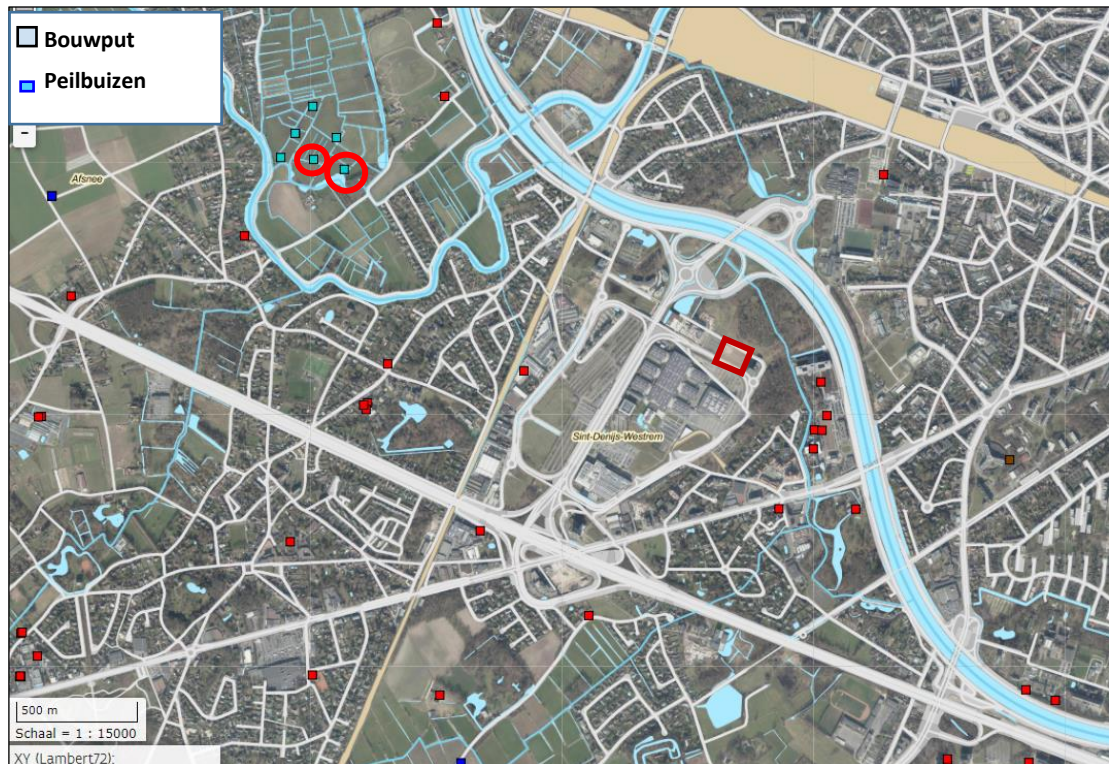 Bouwput
Peilbuizen
-
Afsnee
Sint-Denijs-Westrem
500 m
Schaal = 1 : 15000
XY (Lambert72):